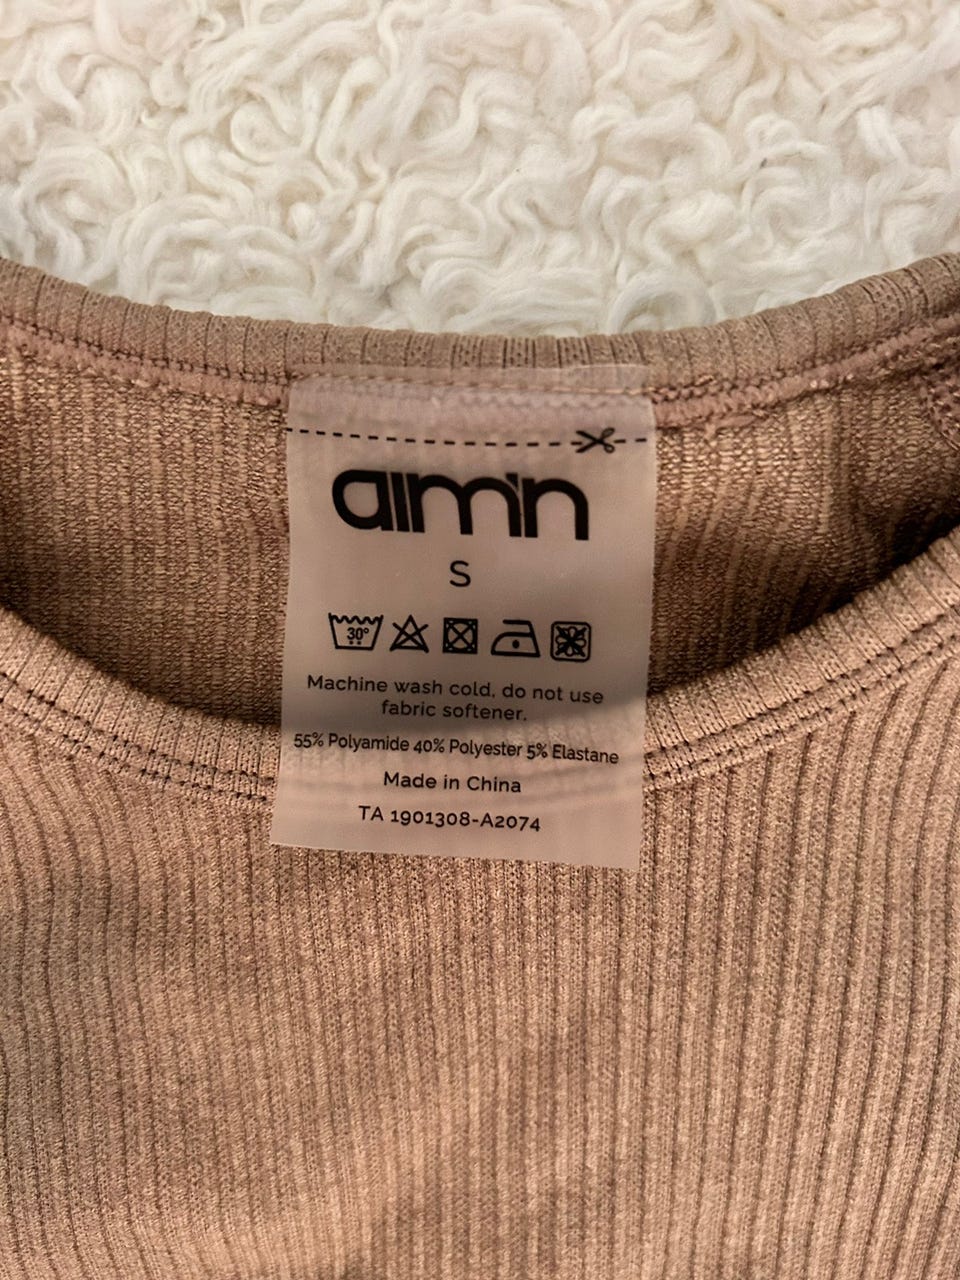 aim'n
S
30°
Machine wash cold, do not use
fabric softener.
55% Polyamide 40% Polyester 5% Elastane
Made in China
TA 1901308-A2074